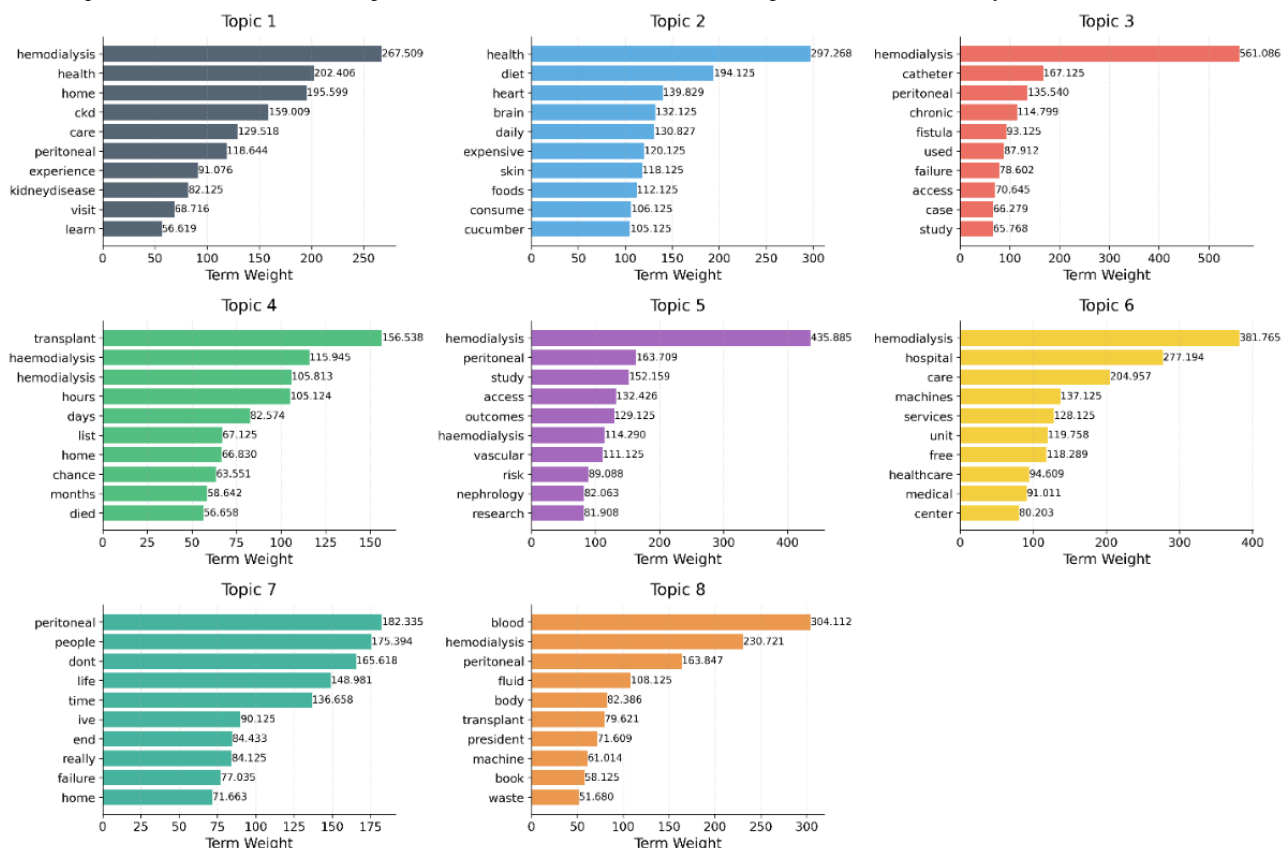 Topic 1
hemodialysis 267.509
health 202.406
home 195.599
ckd 159.009
care 129.518
peritoneal 118.644
experience 91.076
kidneydisease 82.125
visit 68.716
learn 56.619
0 50 100 150 200 250
Term Weight
Topic 2
health 297.268
diet 194.125
heart 139.829
brain 132.125
daily 130.827
expensive 120.125
skin 118.125
foods 112.125
consume 106.125
cucumber 105.125
0 50 100 150 200 250 300
Term Weight
Topic 3
hemodialysis 561.086
catheter 167.125
peritoneal 135.540
chronic 114.799
fistula 93.125
used 87.912
failure 78.602
access 70.645
case 66.279
study 65.768
0 100 200 300 400 500
Term Weight
Topic 4
transplant 156.538
haemodialysis 115.945
hemodialysis 105.813
hours 105.124
days 82.574
list 67.125
home 66.830
chance 63.551
months 58.642
died 56.658
0 25 50 75 100 125 150
Term Weight
Topic 5
hemodialysis 435.885
peritoneal 163.709
study 152.159
access 132.426
outcomes 129.125
haemodialysis 114.290
vascular 111.125
risk 89.088
nephrology 82.063
research 81.908
0 100 200 300 400
Term Weight
Topic 6
hemodialysis 381.765
hospital 277.194
care 204.957
machines 137.125
services 128.125
unit 119.758
free 118.289
healthcare 94.609
medical 91.011
center 80.203
0 100 200 300 400
Term Weight
Topic 7
peritoneal 182.335
people 175.394
dont 165.618
life 148.981
time 136.658
ive 90.125
end 84.433
really 84.125
failure 77.035
home 71.663
0 25 50 75 100 125 150 175
Term Weight
Topic 8
blood 304.112
hemodialysis 230.721
peritoneal 163.847
fluid 108.125
body 82.386
transplant 79.621
president 71.609
machine 61.014
book 58.125
waste 51.680
0 50 100 150 200 250 300
Term Weight